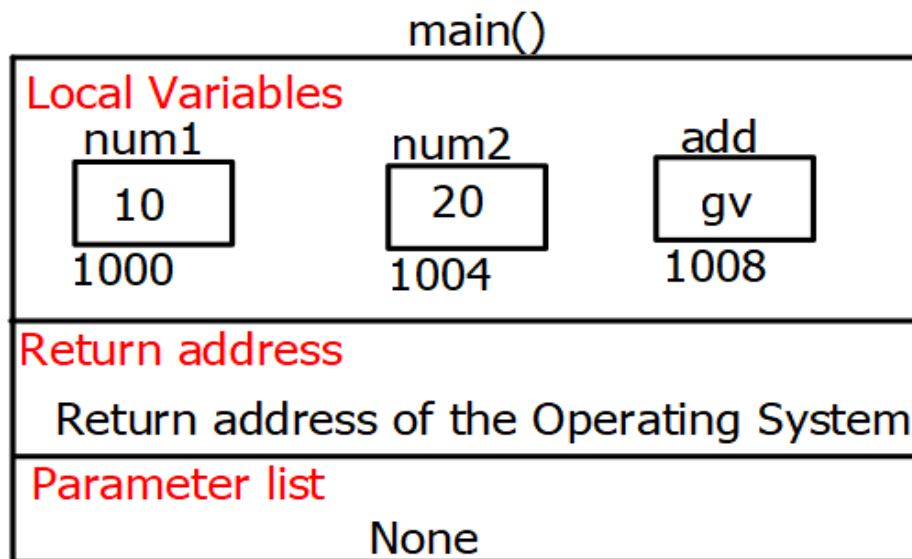 main()
Local Variables
num1 num2 add
10 20 gv
1000 1004 1008
Return address
Return address of the Operating System
Parameter list
None